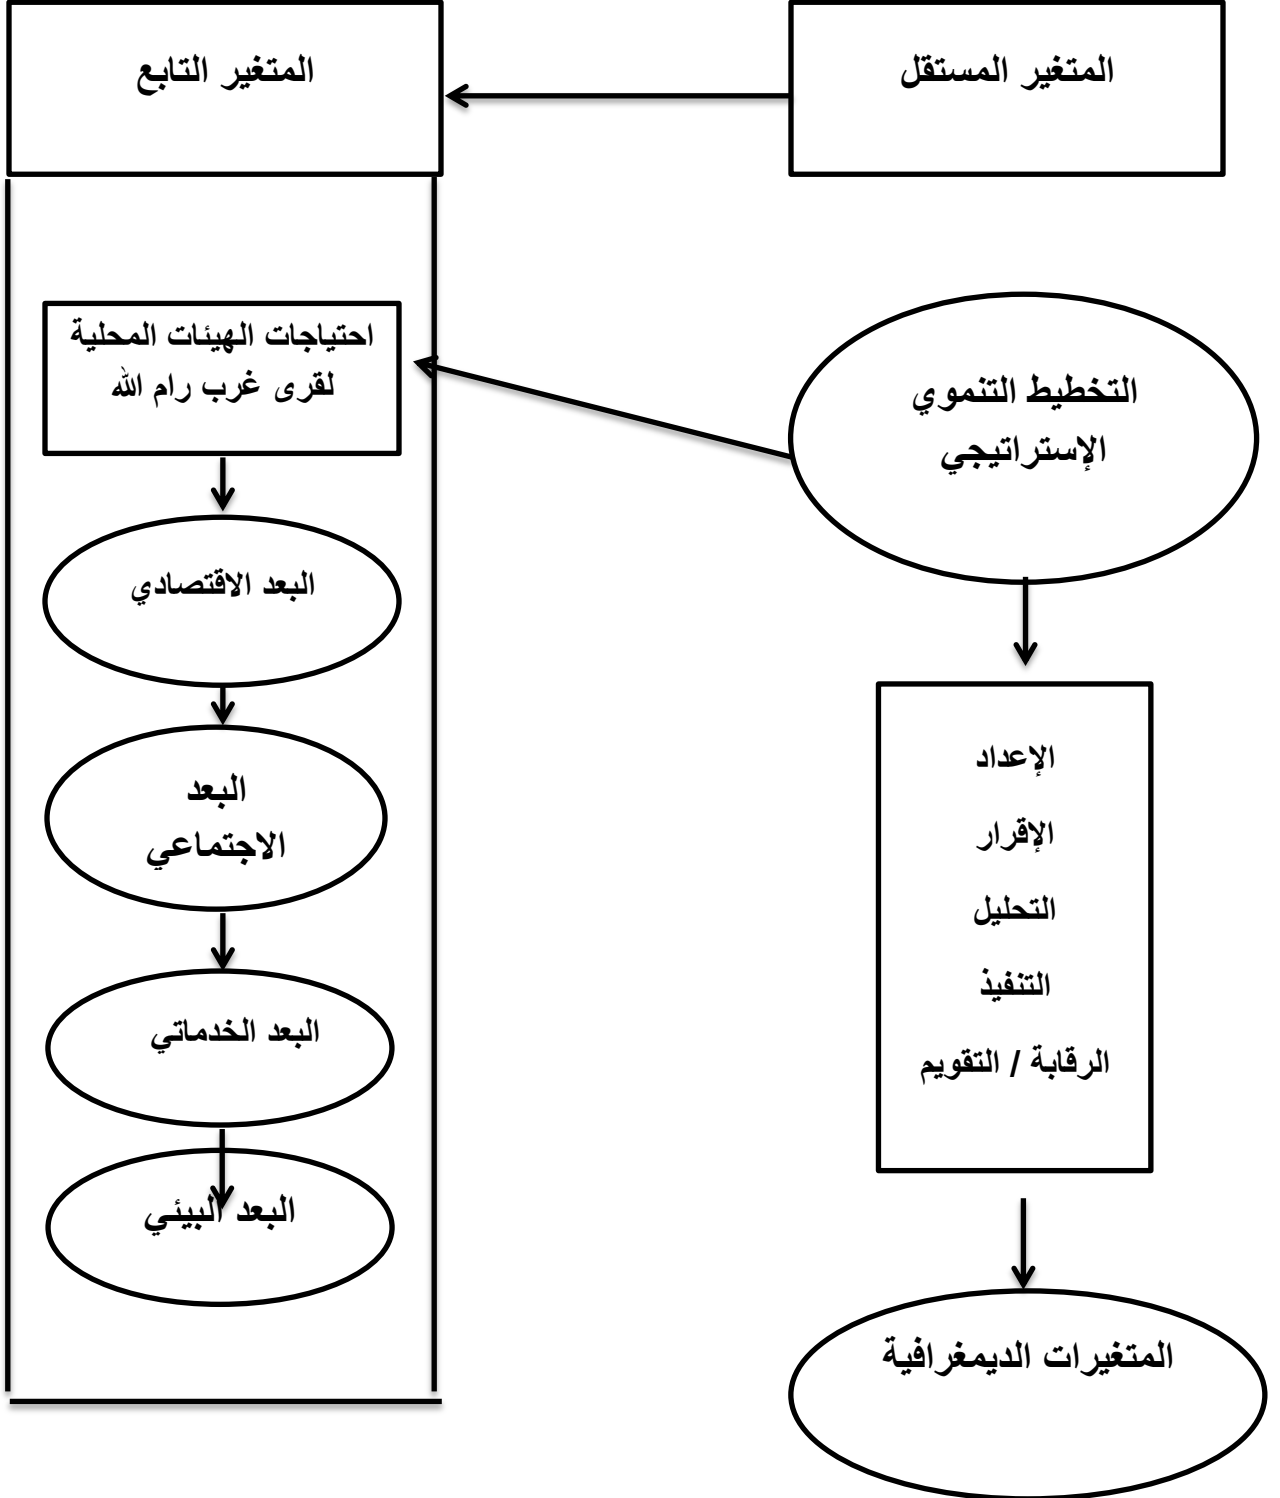 المتغير المستقل
المتغير التابع
التخطيط التنموي
الإستراتيجي
الإعداد
الإقرار
التحليل
التنفيذ
الرقابة / التقويم
المتغيرات الديمغرافية
احتياجات الهيئات المحلية
لقرى غرب رام الله
البعد الاقتصادي
البعد
الاجتماعي
البعد الخدماتي
البعد البيئي